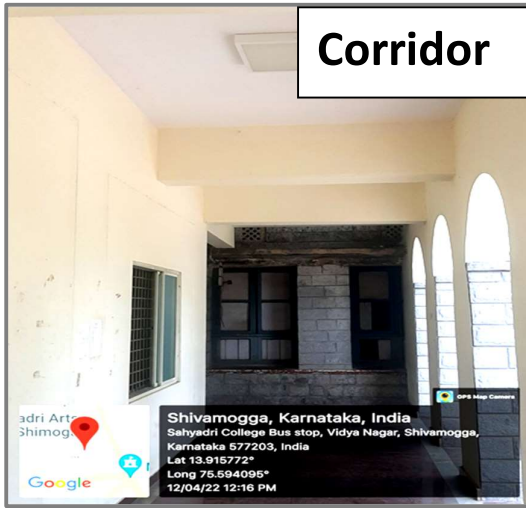 Corridor
GPS Map Camera
adri Arts
Shimog
Google
Shivamogga, Karnataka, India
Sahyadri College Bus stop, Vidya Nagar, Shivamogga,
Karnataka 577203, India
Lat 13.915772°
Long 75.594095°
12/04/22 12:16 PM